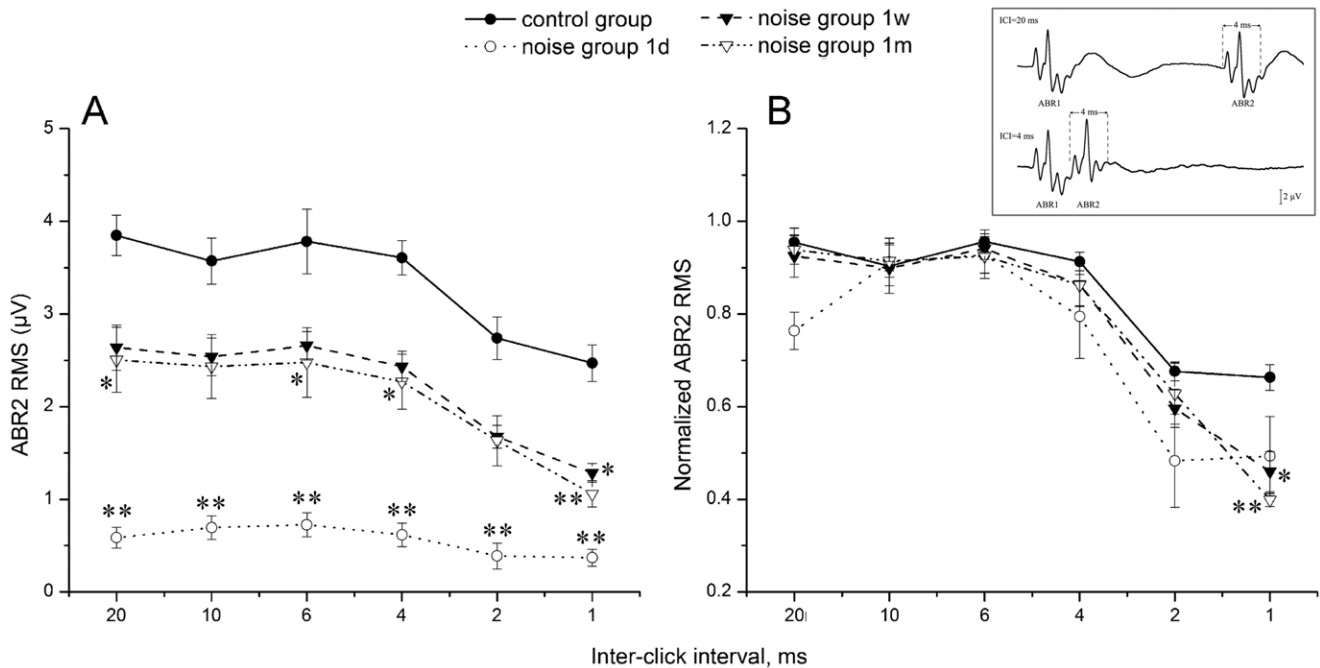 control group
noise group 1d
noise group 1w
noise group 1m
ICI=20 ms
4 ms
ABR1
ABR2
ICI=4 ms
4 ms
ABR1
ABR2
2 µV
A
ABR2 RMS (µV)
5
4
3
2
1
0
*
*
*
*
**
**
**
**
**
**
**
20
10
6
4
2
1
B
Normalized ABR2 RMS
1.2
1.0
0.8
0.6
0.4
0.2
*
**
20
10
6
4
2
1
Inter-click interval, ms